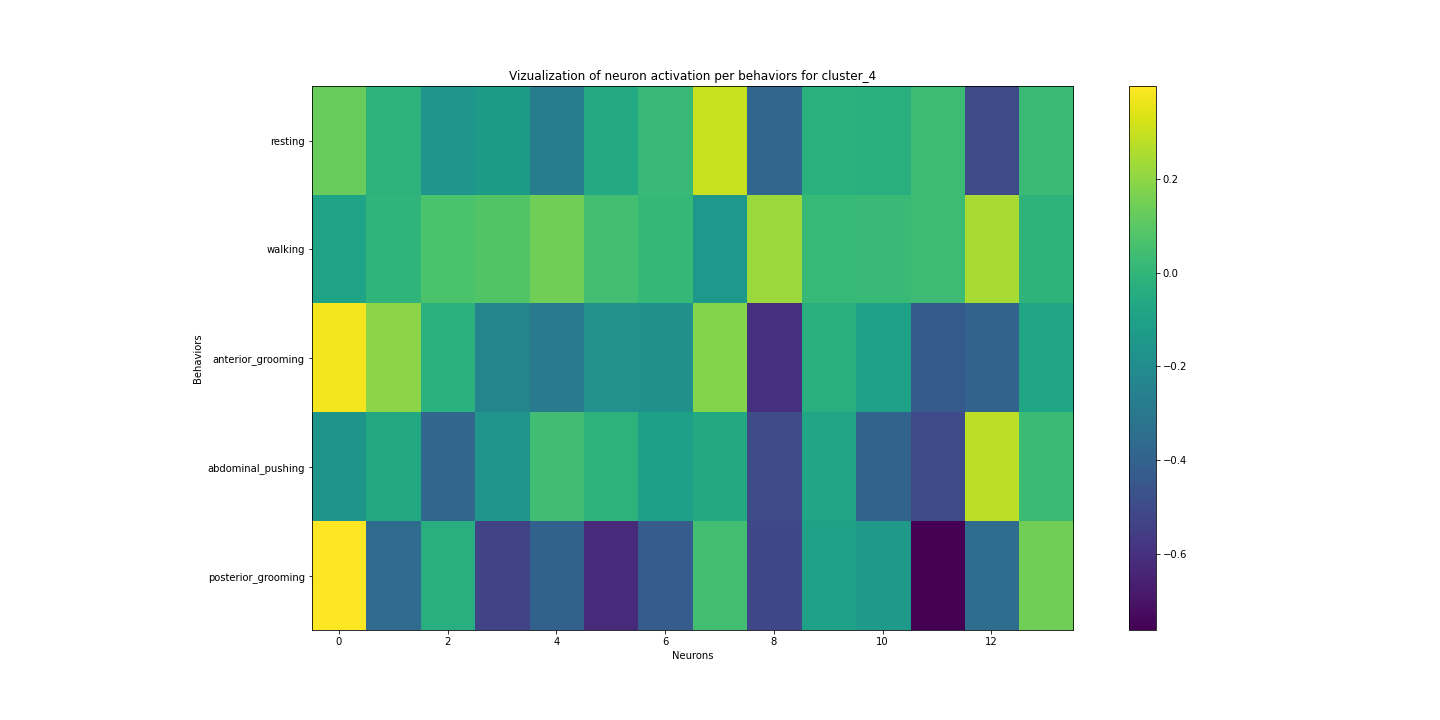 Vizualization of neuron activation per behaviors for cluster_4
resting
walking
anterior_grooming
abdominal_pushing
posterior_grooming
Behaviors
0 2 4 6 8 10 12
Neurons
0.2
0.0
−0.2
−0.4
−0.6